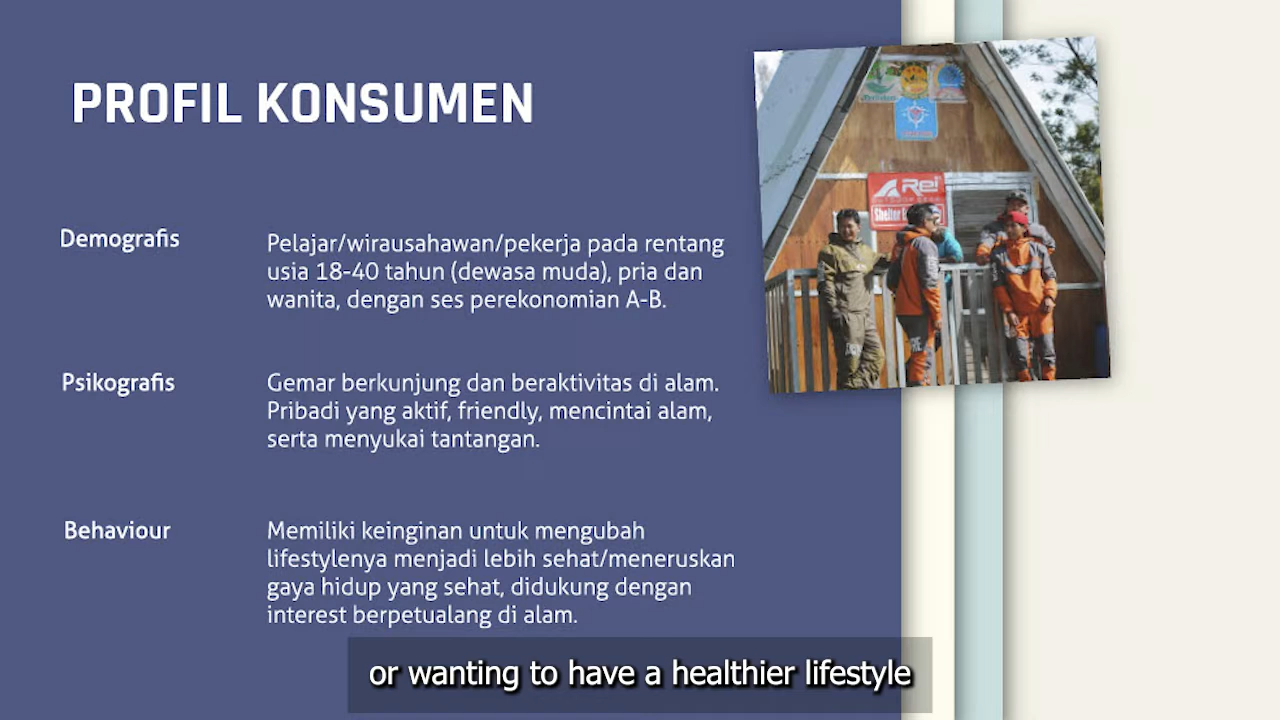 PROFIL KONSUMEN
Demografis
Pelajar/wirausahawan/pekerja pada rentang
usia 18-40 tahun (dewasa muda), pria dan
wanita, dengan ses perekonomian A-B.
Psikografis
Gemar berkunjung dan beraktivitas di alam.
Pribadi yang aktif, friendly, mencintai alam,
serta menyukai tantangan.
Behaviour
Memiliki keinginan untuk mengubah
lifestylenya menjadi lebih sehat/meneruskan
gaya hidup yang sehat, didukung dengan
interest berpetualang di alam.
Rei
Shelter
or wanting to have a healthier lifestyle